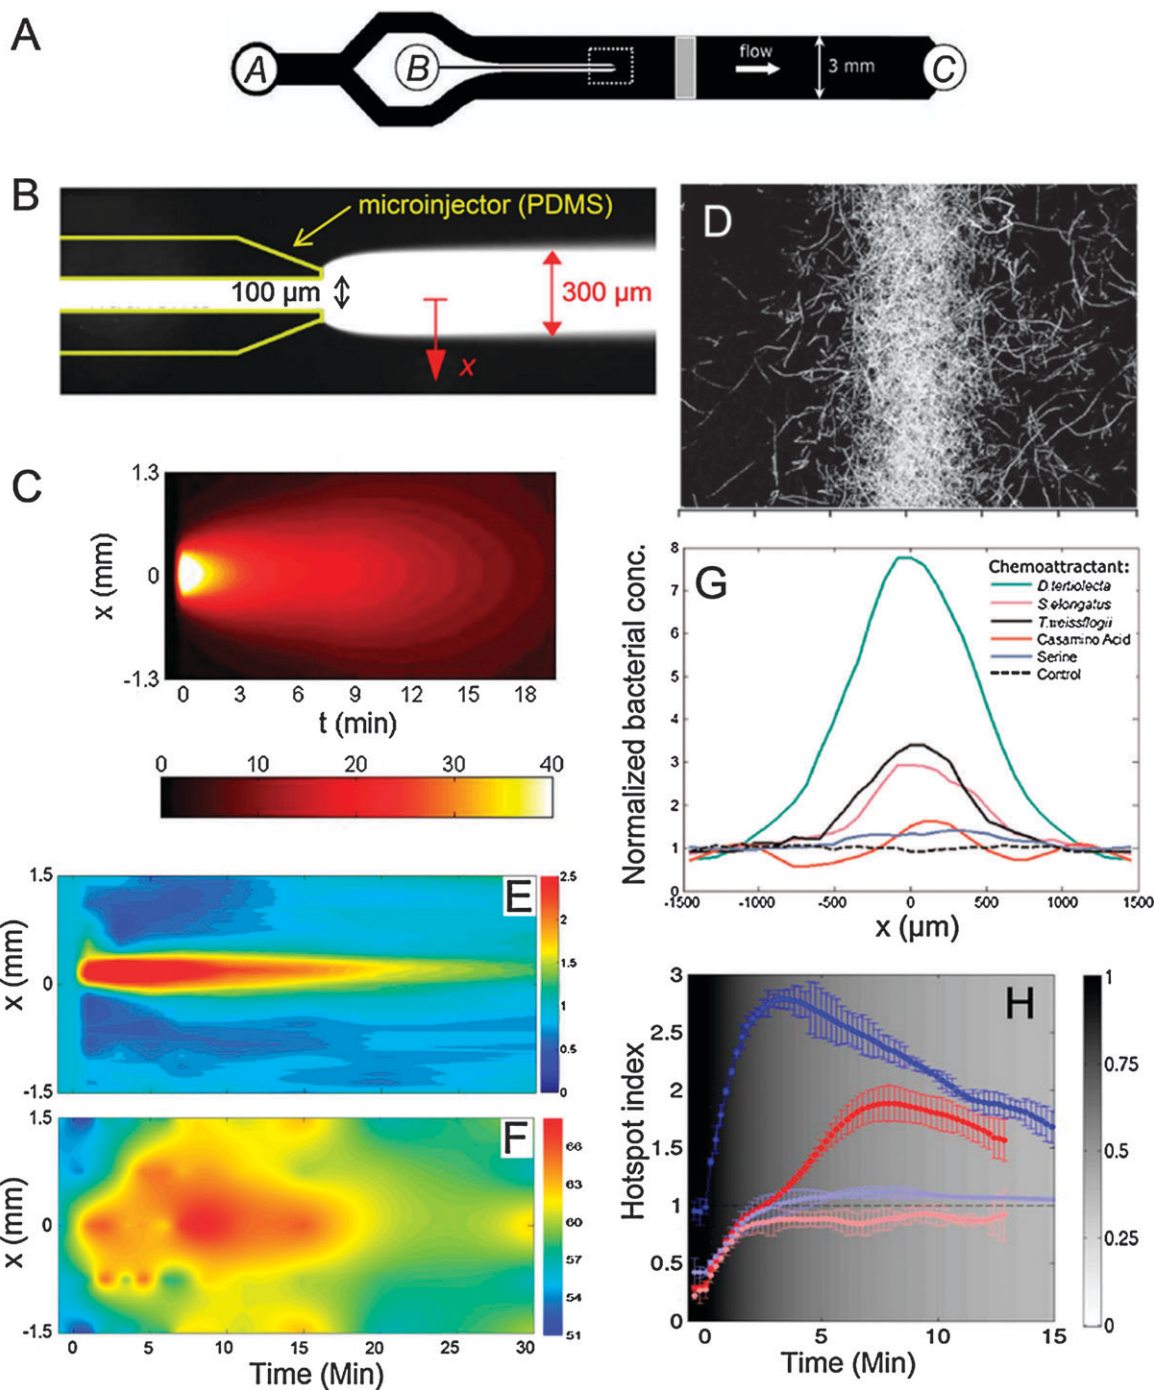 A
A
B
flow
3 mm
C
B
microinjector (PDMS)
100 µm
300 µm
x
D
C
x (mm)
1.3
0
-1.3
0 3 6 9 12 15 18
t (min)
0 10 20 30 40
G
Normalized bacterial conc.
8
7
6
5
4
3
2
1
0
Chemoattractant:
D.tertiolecta
S.elongatus
T.weissflogii
Casamino Acid
Serine
Control
-1500 -1000 -500 0 500 1000 1500
x (µm)
E
x (mm)
1.5
0
-1.5
2.5
2
1.5
1
0.5
0
F
x (mm)
1.5
0
-1.5
66
63
60
57
54
51
0 5 10 15 20 25 30
Time (Min)
H
Hotspot index
3
2.5
2
1.5
1
0.5
0
0 5 10 15
Time (Min)
1
0.75
0.5
0.25
0